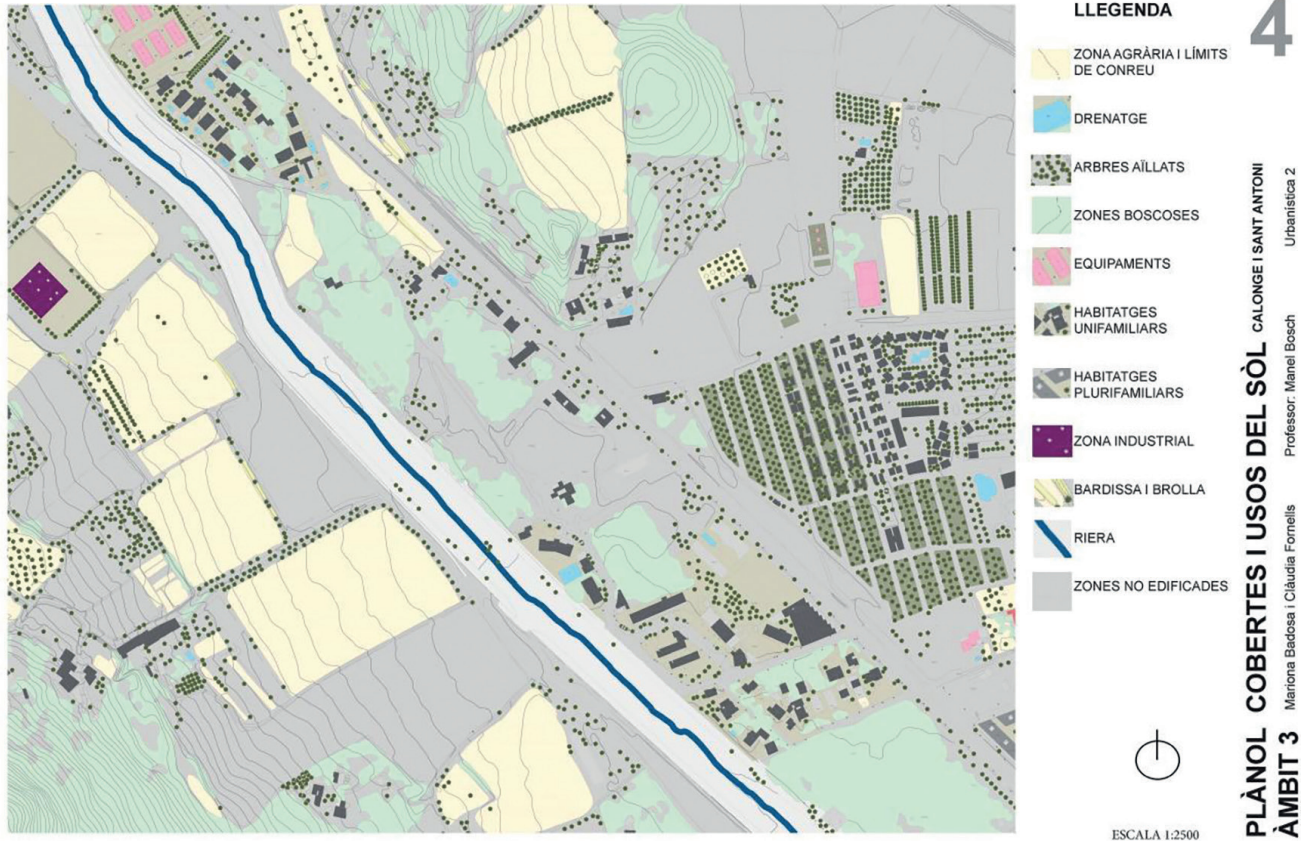 LLEGENDA
ZONA AGRÀRIA I LÍMITS
DE CONREU
DRENATGE
ARBRES AÏLLATS
ZONES BOSCOSES
EQUIPAMENTS
HABITATGES
UNIFAMILIARS
HABITATGES
PLURIFAMILIARS
ZONA INDUSTRIAL
BARDISSA I BROLLA
RIERA
ZONES NO EDIFICADES
ESCALA 1:2500
4
PLÀNOL COBERTES I USOS DEL SÒL CALONGE I SANT ANTONI
ÀMBIT 3 Mariona Badosa i Clàudia Fornells Professor: Manel Bosch Urbanística 2